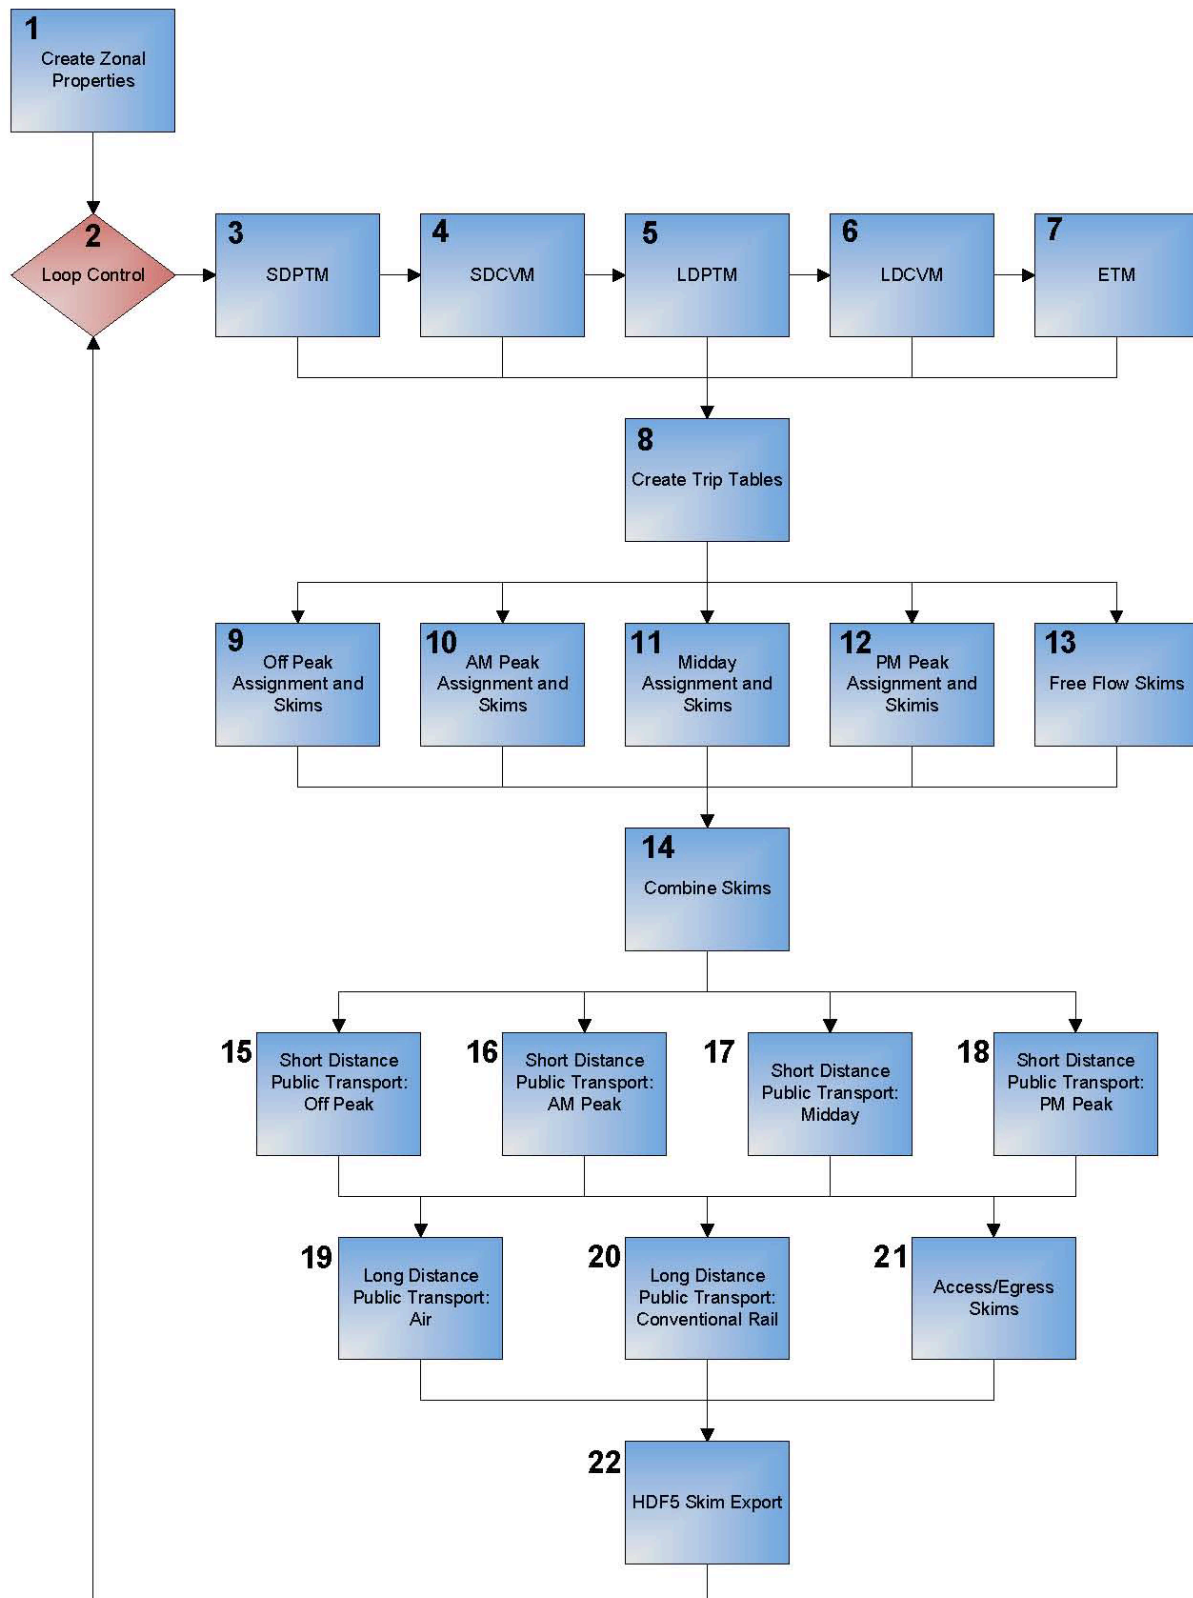 1
Create Zonal
Properties
2
Loop Control
3
SDPTM
4
SDCVM
5
LDPTM
6
LDCVM
7
ETM
8
Create Trip Tables
9
Off Peak
Assignment and
Skims
10
AM Peak
Assignment and
Skims
11
Midday
Assignment and
Skims
12
PM Peak
Assignment and
Skimis
13
Free Flow Skims
14
Combine Skims
15
Short Distance
Public Transport:
Off Peak
16
Short Distance
Public Transport:
AM Peak
17
Short Distance
Public Transport:
Midday
18
Short Distance
Public Transport:
PM Peak
19
Long Distance
Public Transport:
Air
20
Long Distance
Public Transport:
Conventional Rail
21
Access/Egress
Skims
22
HDF5 Skim Export